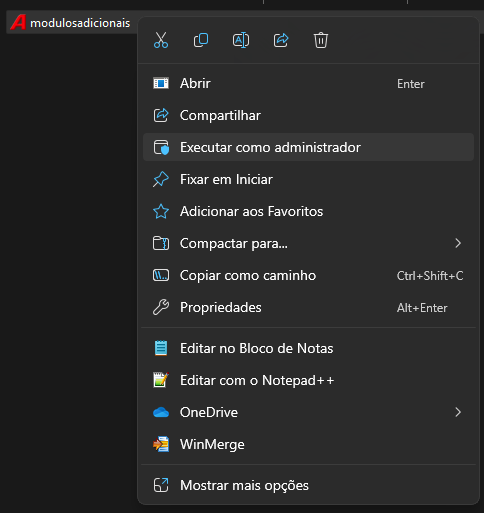 modulosadicionais
Abrir Enter
Compartilhar
Executar como administrador
Fixar em Iniciar
Adicionar aos Favoritos
Compactar para...
Copiar como caminho Ctrl+Shift+C
Propriedades Alt+Enter
Editar no Bloco de Notas
Editar com o Notepad++
OneDrive
WinMerge
Mostrar mais opções